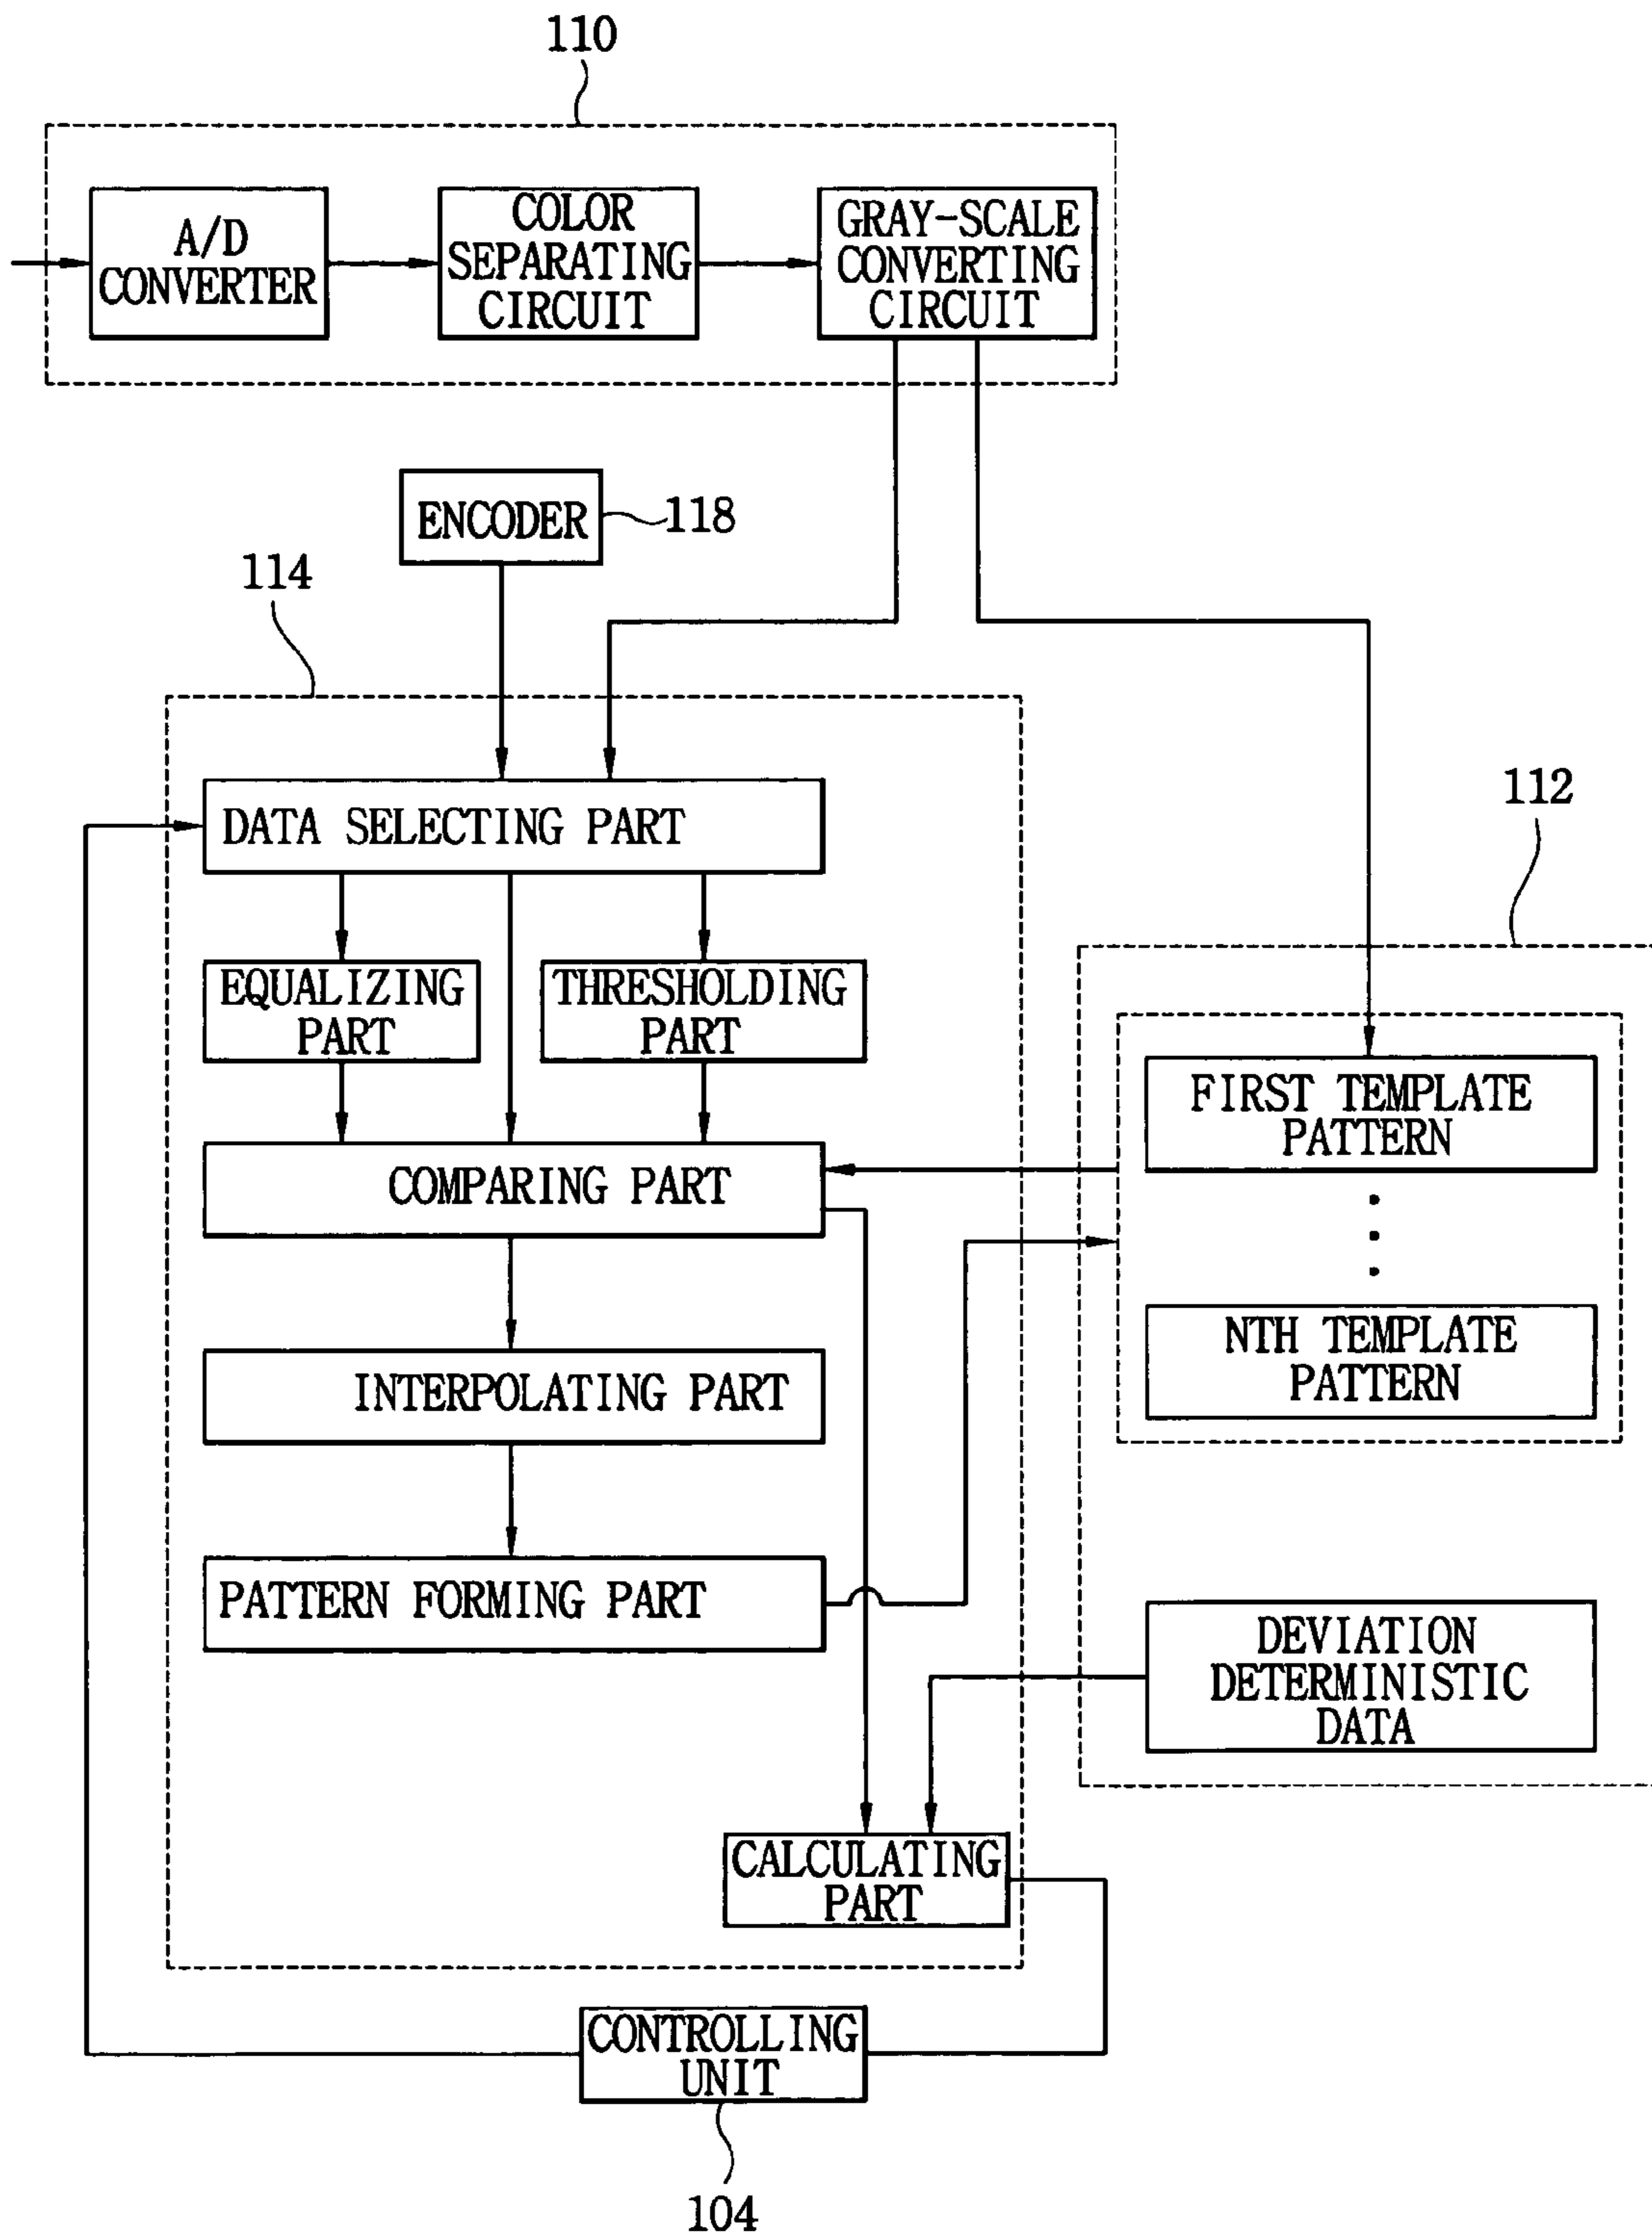 110
A/D
CONVERTER
COLOR
SEPARATING
CIRCUIT
GRAY-SCALE
CONVERTING
CIRCUIT
ENCODER
118
114
DATA SELECTING PART
112
EQUALIZING
PART
THRESHOLDING
PART
FIRST TEMPLATE
PATTERN
COMPARING PART
NTH TEMPLATE
PATTERN
INTERPOLATING PART
PATTERN FORMING PART
DEVIATION
DETERMINISTIC
DATA
CALCULATING
PART
CONTROLLING
UNIT
104